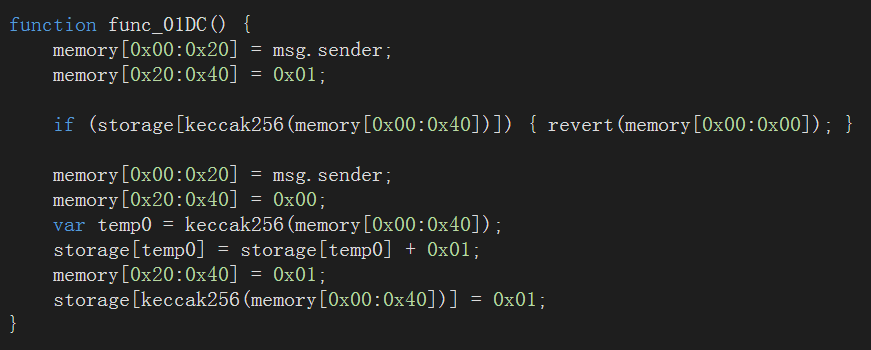 function func_01DC() {
    memory[0x00:0x20] = msg.sender;
    memory[0x20:0x40] = 0x01;

    if (storage[keccak256(memory[0x00:0x40])]) { revert(memory[0x00:0x00]); }

    memory[0x00:0x20] = msg.sender;
    memory[0x20:0x40] = 0x00;
    var temp0 = keccak256(memory[0x00:0x40]);
    storage[temp0] = storage[temp0] + 0x01;
    memory[0x20:0x40] = 0x01;
    storage[keccak256(memory[0x00:0x40])] = 0x01;
}